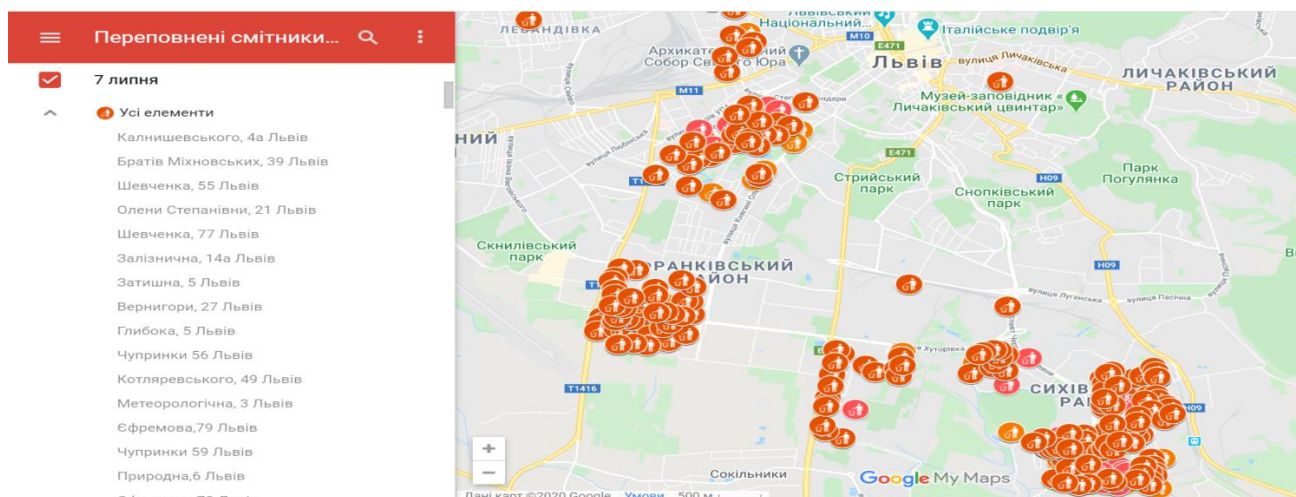 Переповнені смітники...
7 липня
Усі елементи
Калнишевського, 4а Львів
Братів Міхновських, 39 Львів
Шевченка, 55 Львів
Олени Степанівни, 21 Львів
Шевченка, 77 Львів
Залізнична, 14а Львів
Затишна, 5 Львів
Вернигори, 27 Львів
Глибока, 5 Львів
Чупринки 56 Львів
Котляревського, 49 Львів
Метеорологічна, 3 Львів
Єфремова,79 Львів
Чупринки 59 Львів
Природна,6 Львів
ЛЕВАНДІВКА
Національний...
M10
E471
Італійське подвір'я
Собор Святого Юра
Львів
вулиця Личаківська
ЛИЧАКІВСЬКИЙ
РАЙОН
M11
Музей-заповідник «
Личаківський цвинтар»
вулиця Любінська
E471
Стрийський
парк
H09
Парк
Погулянка
Снопківський
парк
Скнилівський
парк
H09
вулиця Луганська
вулиця Пасічна
T1416
H09
Сокільники
Google My Maps
Дані карт ©2020 Google
Умови
500 м